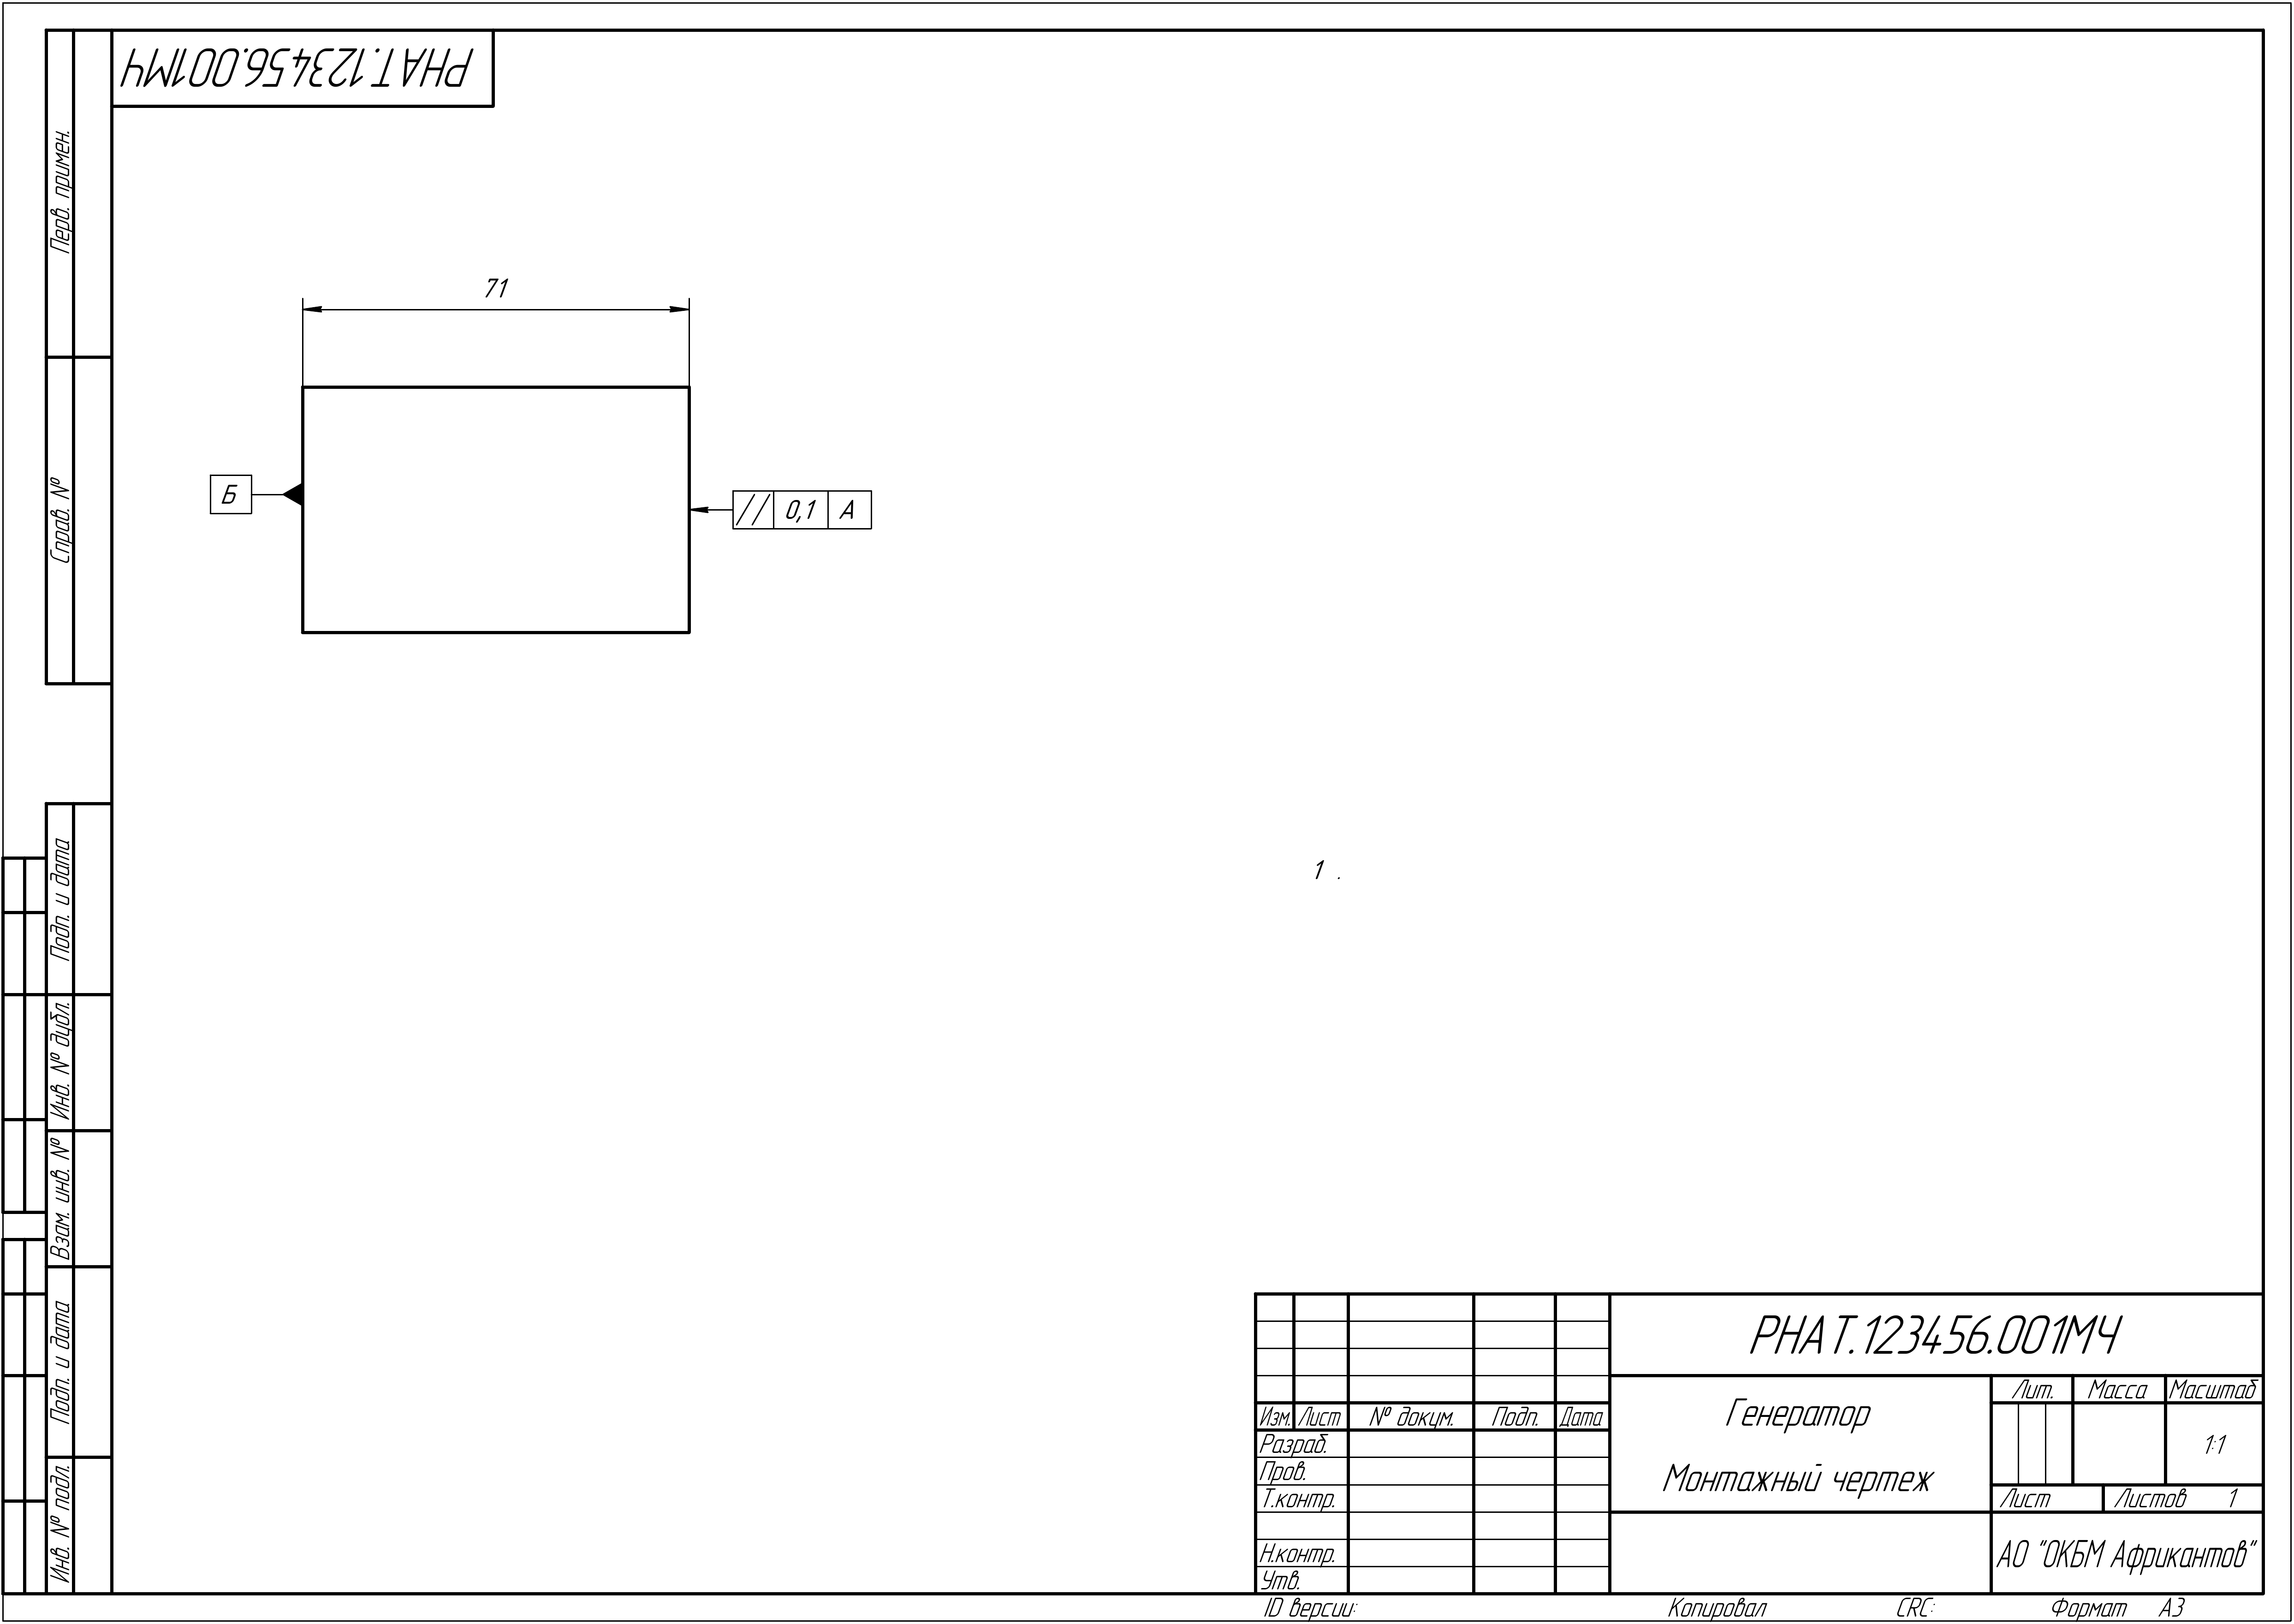 РНАТ.123456.001МЧ
Перв. примен.
71
Справ. №
Б
// 0,1 А
Подп. и дата
1 .
Инв. № дубл.
Взам. инв. №
Подп. и дата
Инв. № подл.
РНАТ.123456.001МЧ
Генератор
Монтажный чертеж
Лит. Масса Масштаб
1:1
Лист Листов 1
АО "ОКБМ Африкантов"
Изм. Лист № докум. Подп. Дата
Разраб.
Пров.
Т.контр.
Н.контр.
Утв.
ID версии: Копировал CRC: Формат А3